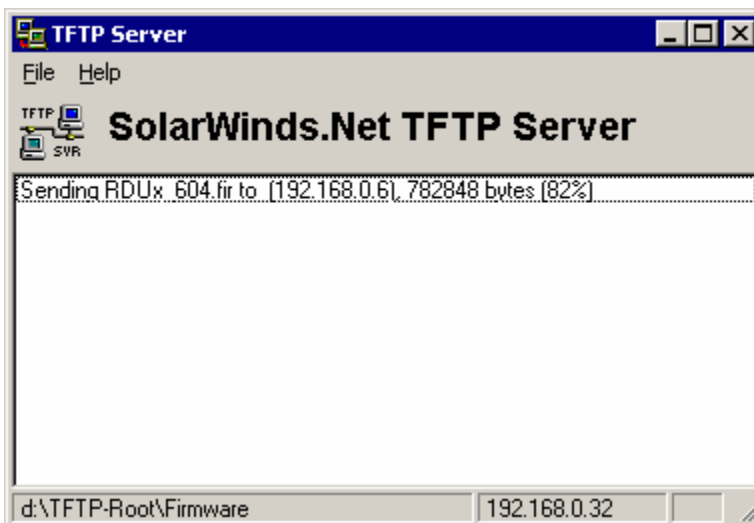 TFTP Server
File Help
TFTP
SVR
SolarWinds.Net TFTP Server
Sending RDUx_604.fir to (192.168.0.6), 782848 bytes (82%)
d:\TFTP-Root\Firmware 192.168.0.32